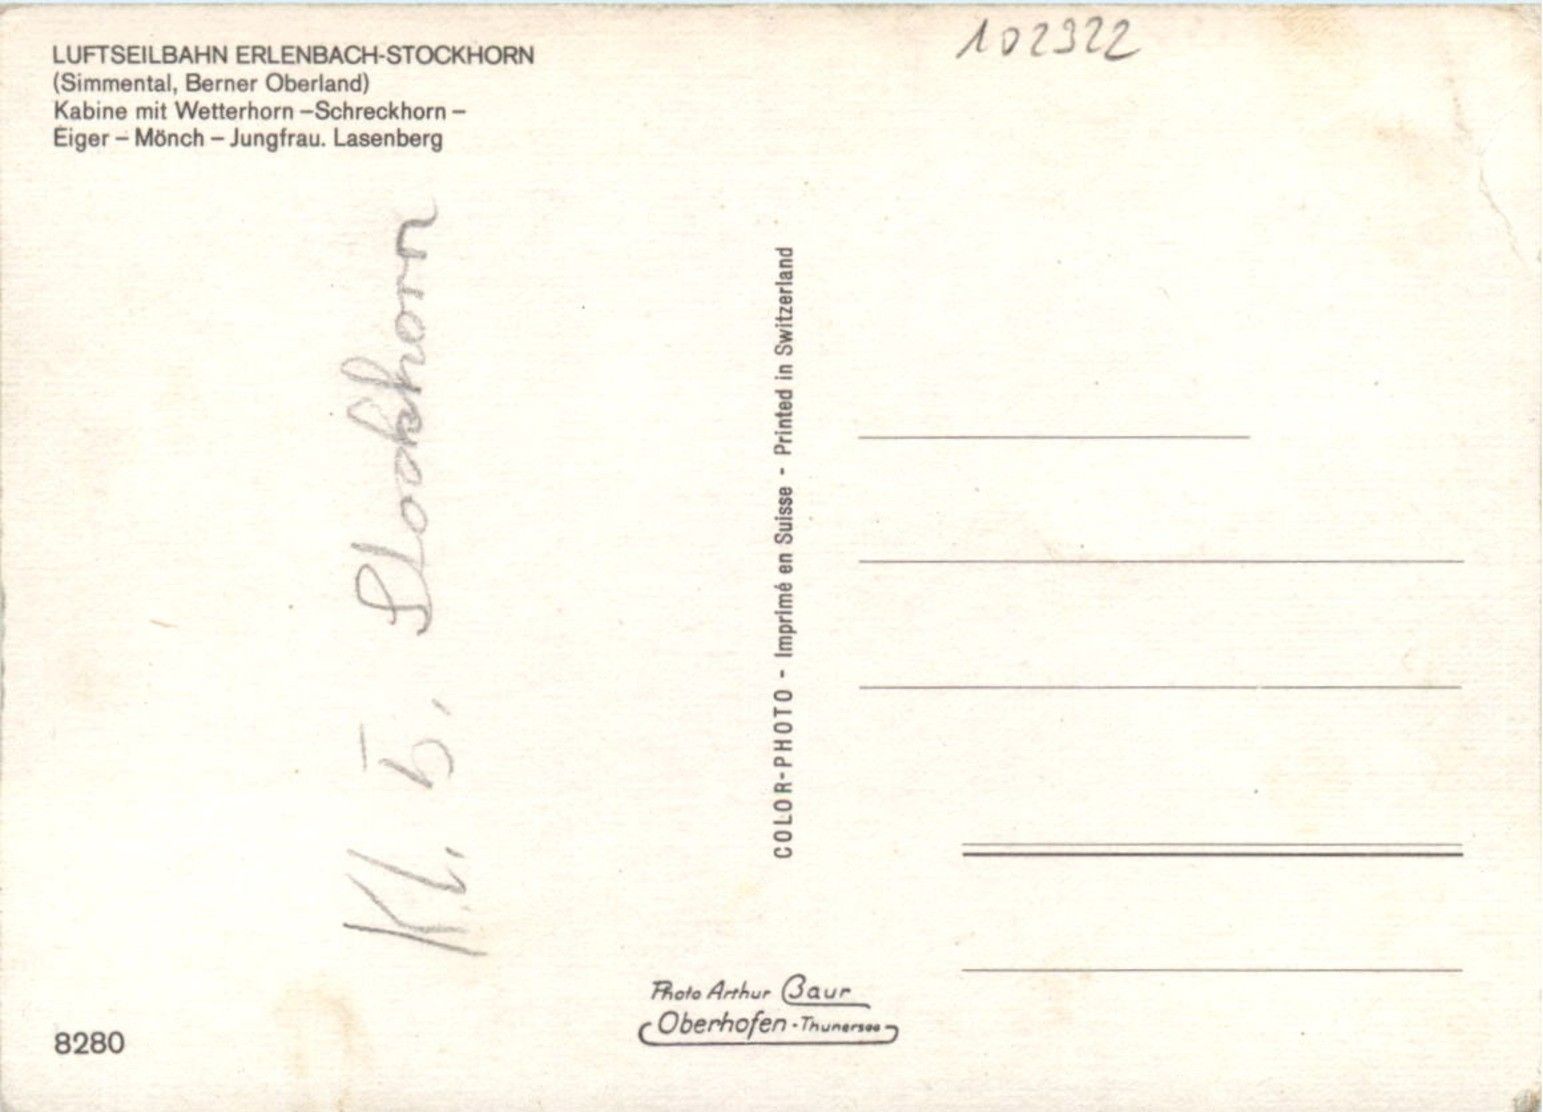 102322
LUFTSEILBAHN ERLENBACH-STOCKHORN
(Simmental, Berner Oberland)
Kabine mit Wetterhorn –Schreckhorn –
Eiger – Mönch – Jungfrau. Lasenberg
Kl. 5, Stockhorn
COLOR-PHOTO - Imprimé en Suisse - Printed in Switzerland
Photo Arthur Baur
Oberhofen - Thunersee
8280